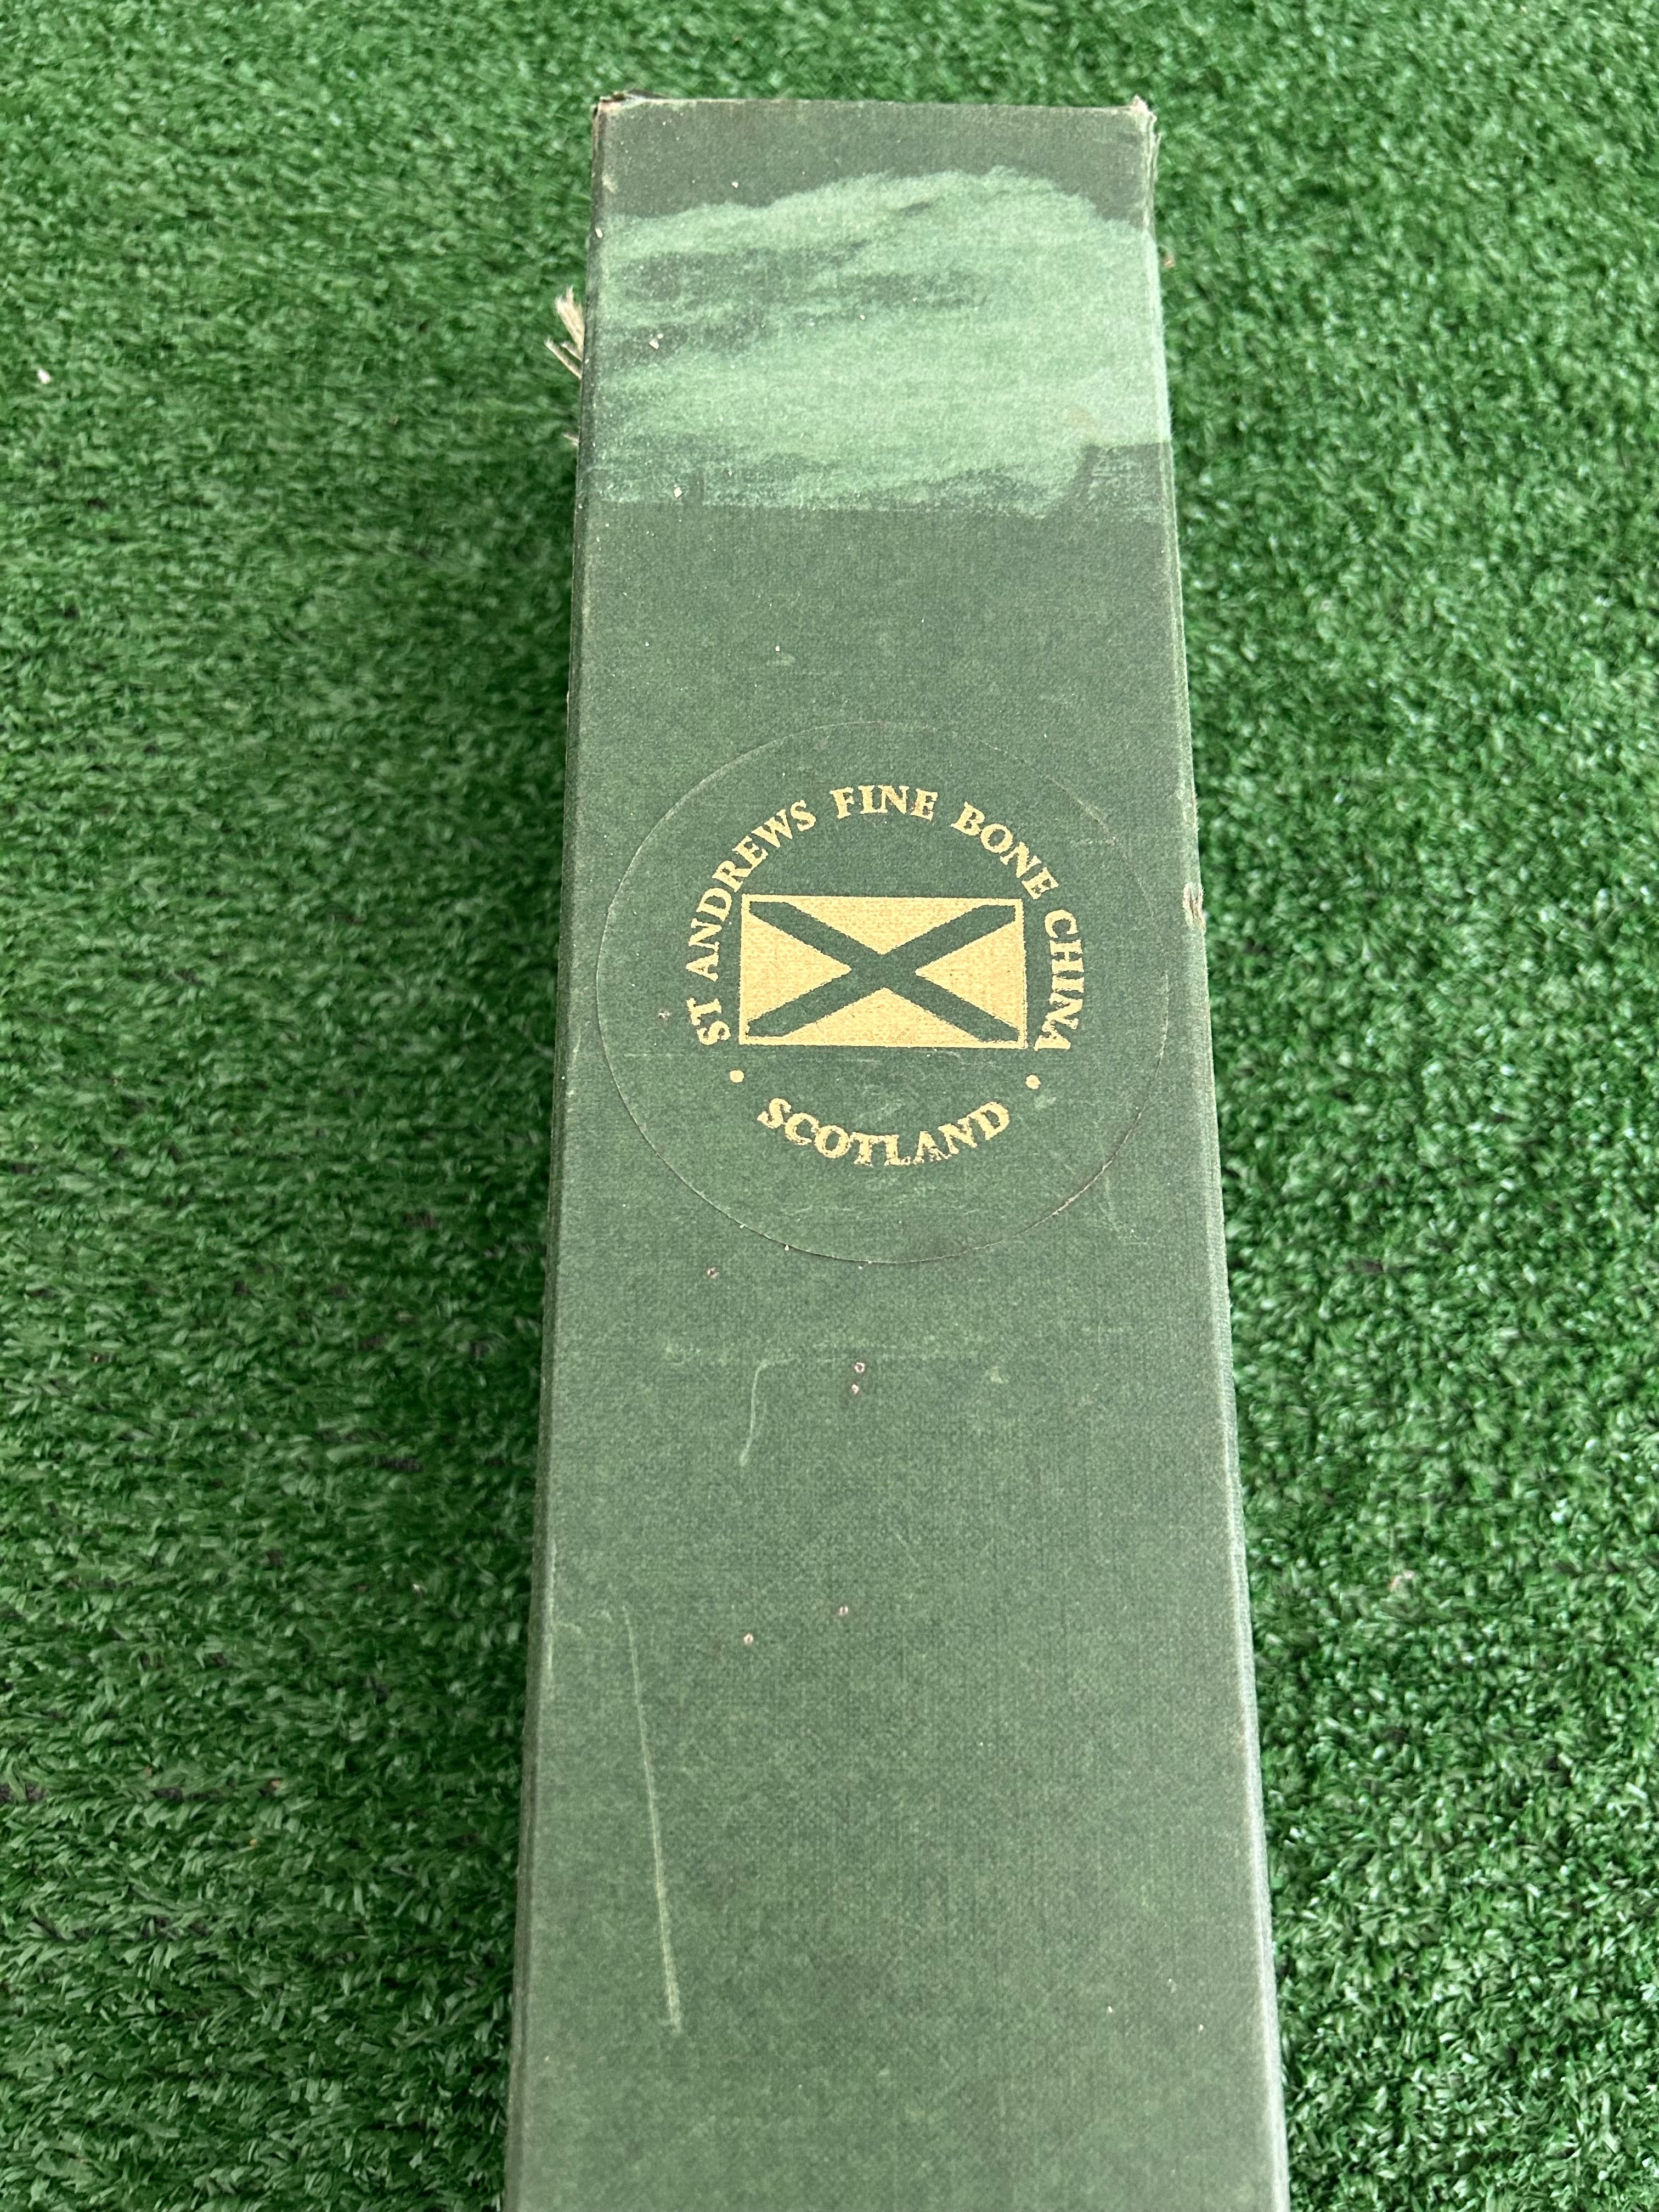 ST ANDREWS FINE BONE CHINA
• SCOTLAND •